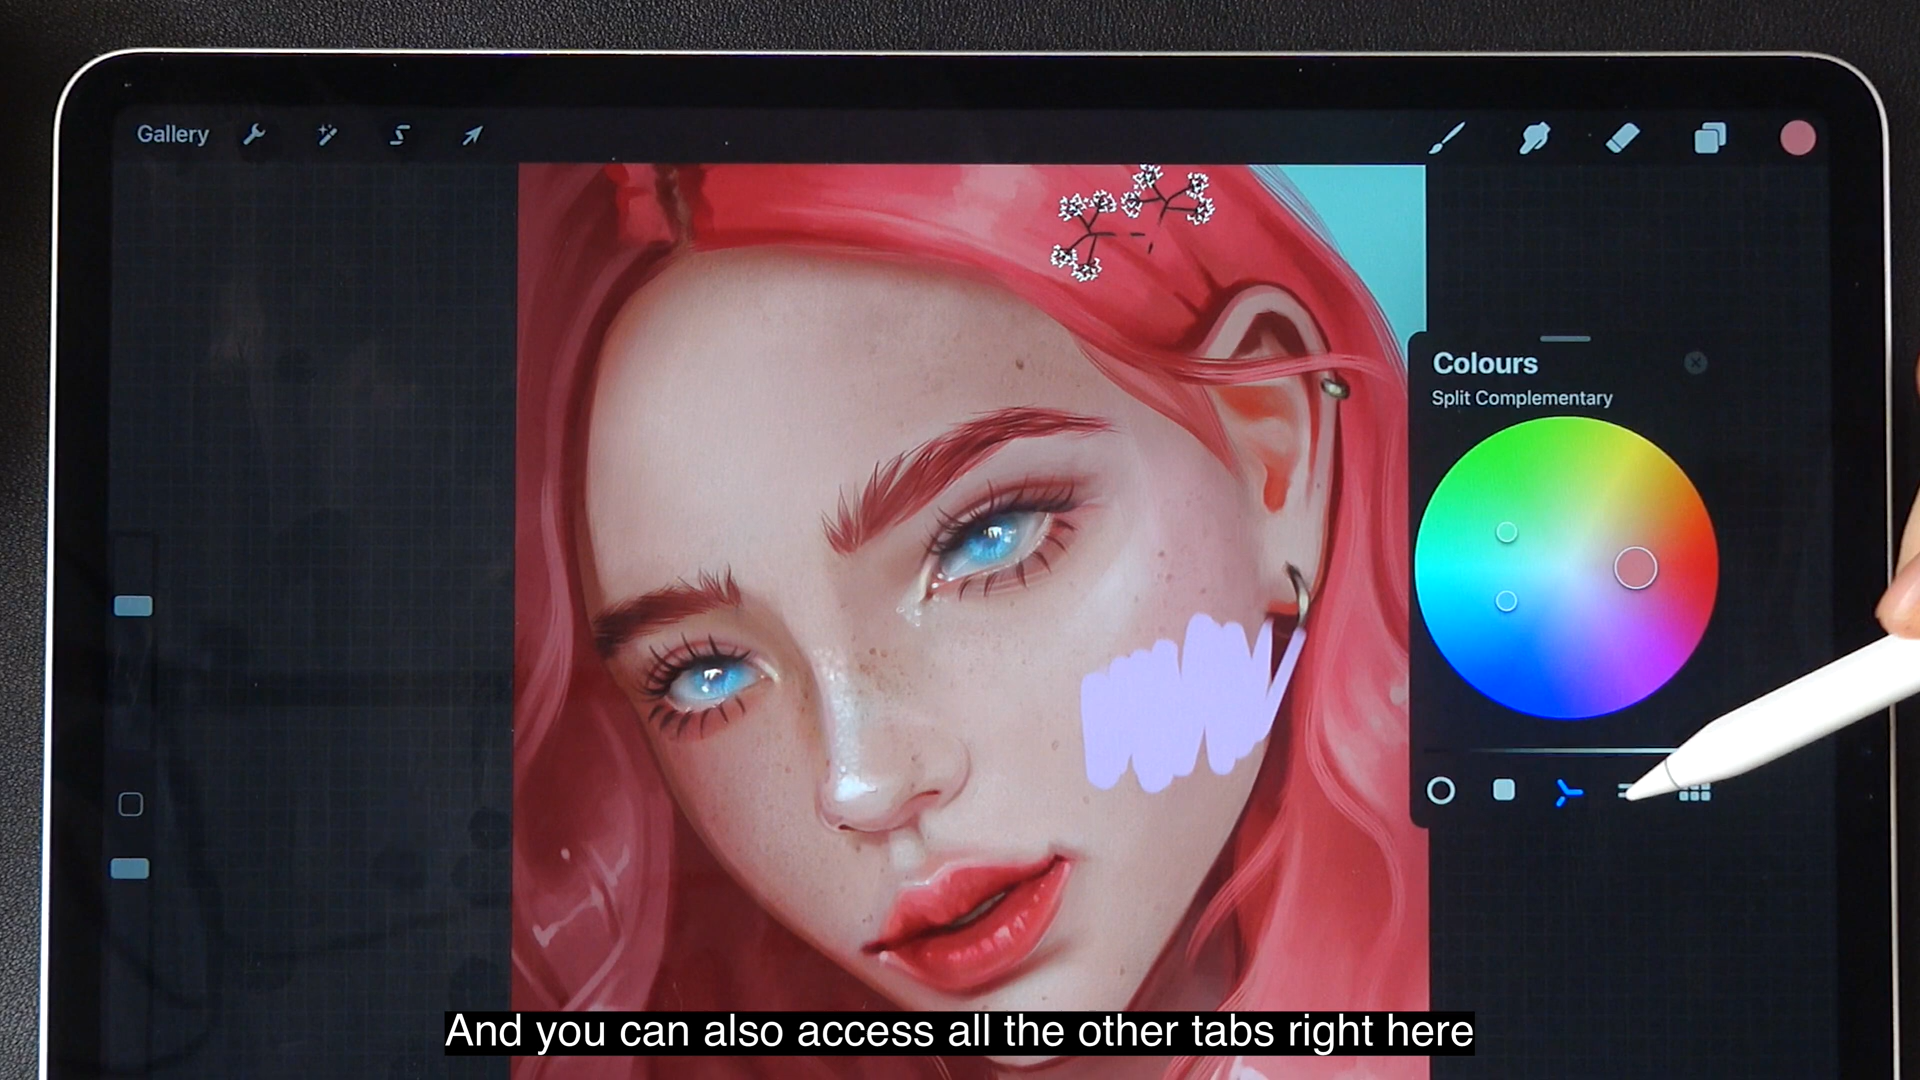 Gallery
Colours
Split Complementary
And you can also access all the other tabs right here